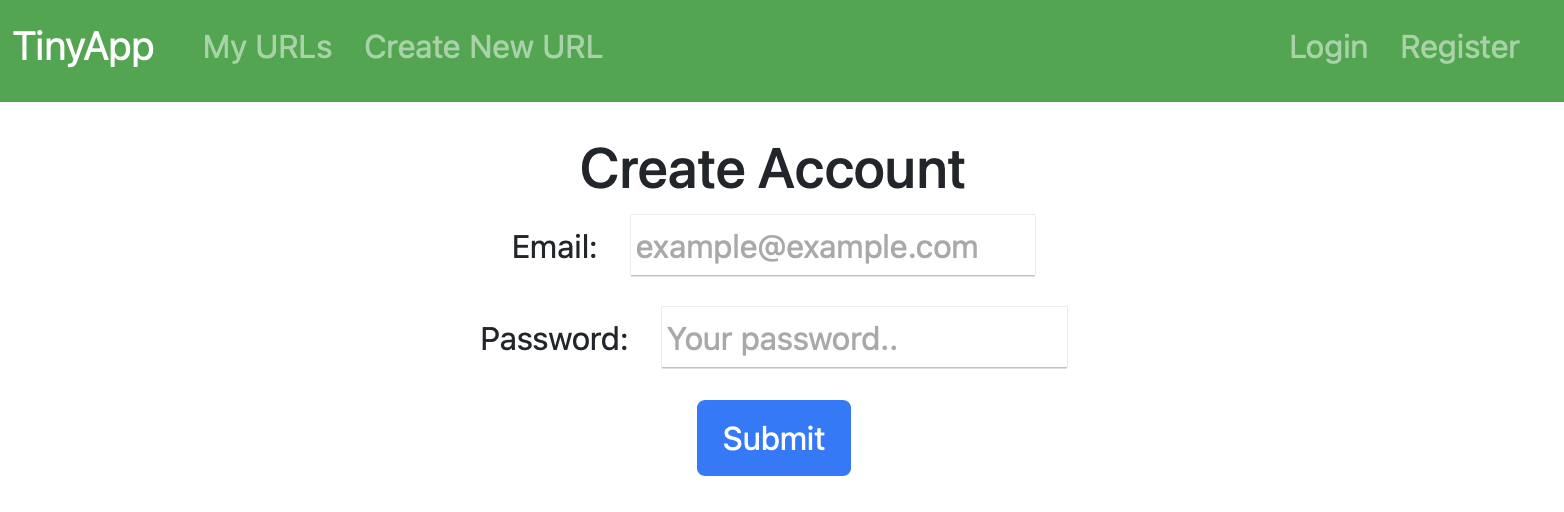 TinyApp My URLs Create New URL Login Register
Create Account
Email: example@example.com
Password: Your password..
Submit